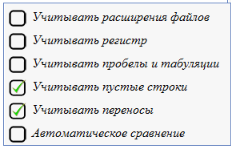 Учитывать расширения файлов
Учитывать регистр
Учитывать пробелы и табуляции
Учитывать пустые строки
Учитывать переносы
Автоматическое сравнение